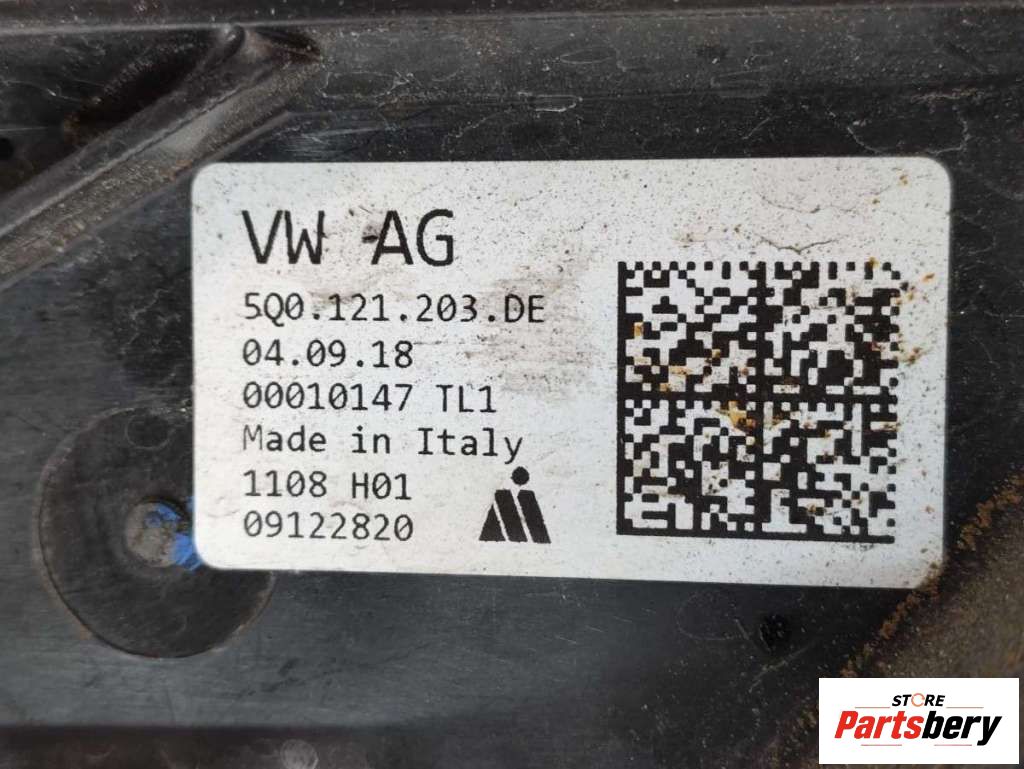 VW AG
5Q0.121.203.DE
04.09.18
00010147 TL1
Made in Italy
1108 H01
09122820
STORE
Partsbery